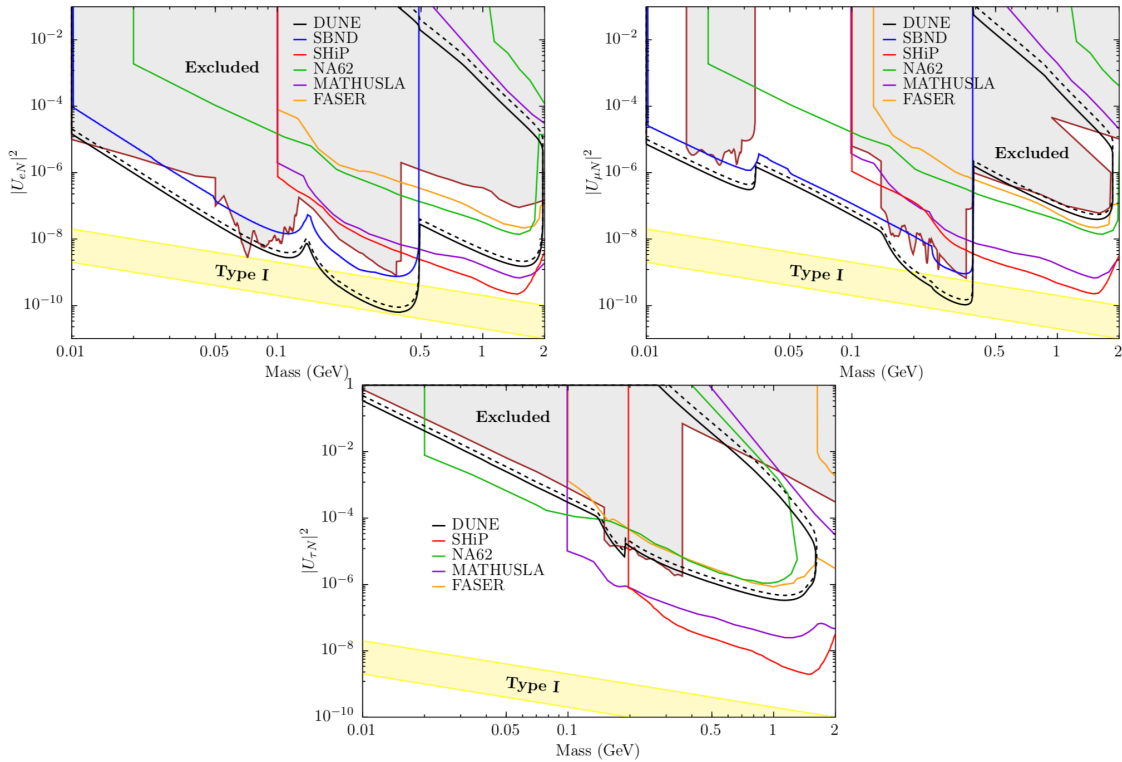 DUNE
SBND
SHiP
NA62
MATHUSLA
FASER
Excluded
Type I
|U_{eN}|^2
10^{-2}
10^{-4}
10^{-6}
10^{-8}
10^{-10}
0.01 0.05 0.1 0.5 1 2
Mass (GeV)
DUNE
SBND
SHiP
NA62
MATHUSLA
FASER
Excluded
Type I
|U_{μN}|^2
10^{-2}
10^{-4}
10^{-6}
10^{-8}
10^{-10}
0.01 0.05 0.1 0.5 1 2
Mass (GeV)
Excluded
DUNE
SHiP
NA62
MATHUSLA
FASER
Type I
|U_{τN}|^2
1
10^{-2}
10^{-4}
10^{-6}
10^{-8}
10^{-10}
0.01 0.05 0.1 0.5 1 2
Mass (GeV)